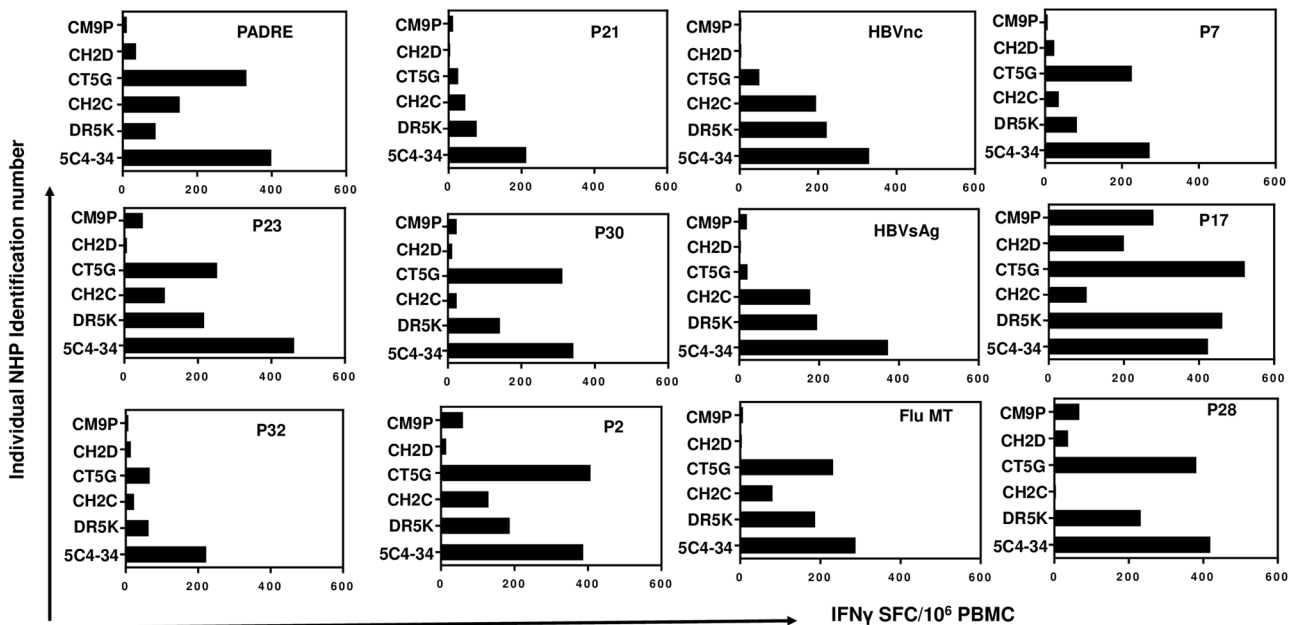 Individual NHP Identification number
PADRE
CM9P
CH2D
CT5G
CH2C
DR5K
5C4-34
0 200 400 600
P21
CM9P
CH2D
CT5G
CH2C
DR5K
5C4-34
0 200 400 600
HBVnc
CM9P
CH2D
CT5G
CH2C
DR5K
5C4-34
0 200 400 600
P7
CM9P
CH2D
CT5G
CH2C
DR5K
5C4-34
0 200 400 600
P23
CM9P
CH2D
CT5G
CH2C
DR5K
5C4-34
0 200 400 600
P30
CM9P
CH2D
CT5G
CH2C
DR5K
5C4-34
0 200 400 600
HBVsAg
CM9P
CH2D
CT5G
CH2C
DR5K
5C4-34
0 200 400 600
P17
CM9P
CH2D
CT5G
CH2C
DR5K
5C4-34
0 200 400 600
P32
CM9P
CH2D
CT5G
CH2C
DR5K
5C4-34
0 200 400 600
P2
CM9P
CH2D
CT5G
CH2C
DR5K
5C4-34
0 200 400 600
Flu MT
CM9P
CH2D
CT5G
CH2C
DR5K
5C4-34
0 200 400 600
P28
CM9P
CH2D
CT5G
CH2C
DR5K
5C4-34
0 200 400 600
IFNγ SFC/10⁶ PBMC